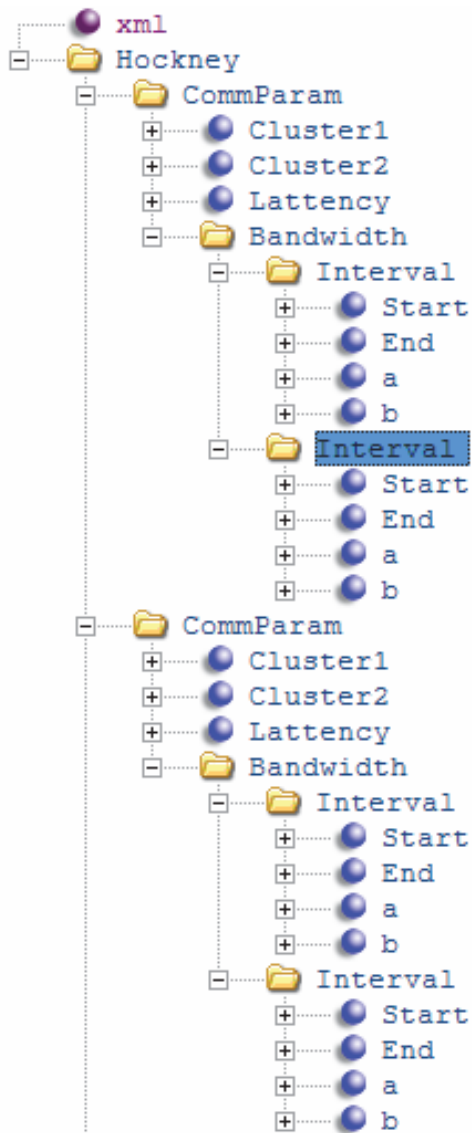 xml
Hockney
CommParam
Cluster1
Cluster2
Lattency
Bandwidth
Interval
Start
End
a
b
Interval
Start
End
a
b
CommParam
Cluster1
Cluster2
Lattency
Bandwidth
Interval
Start
End
a
b
Interval
Start
End
a
b